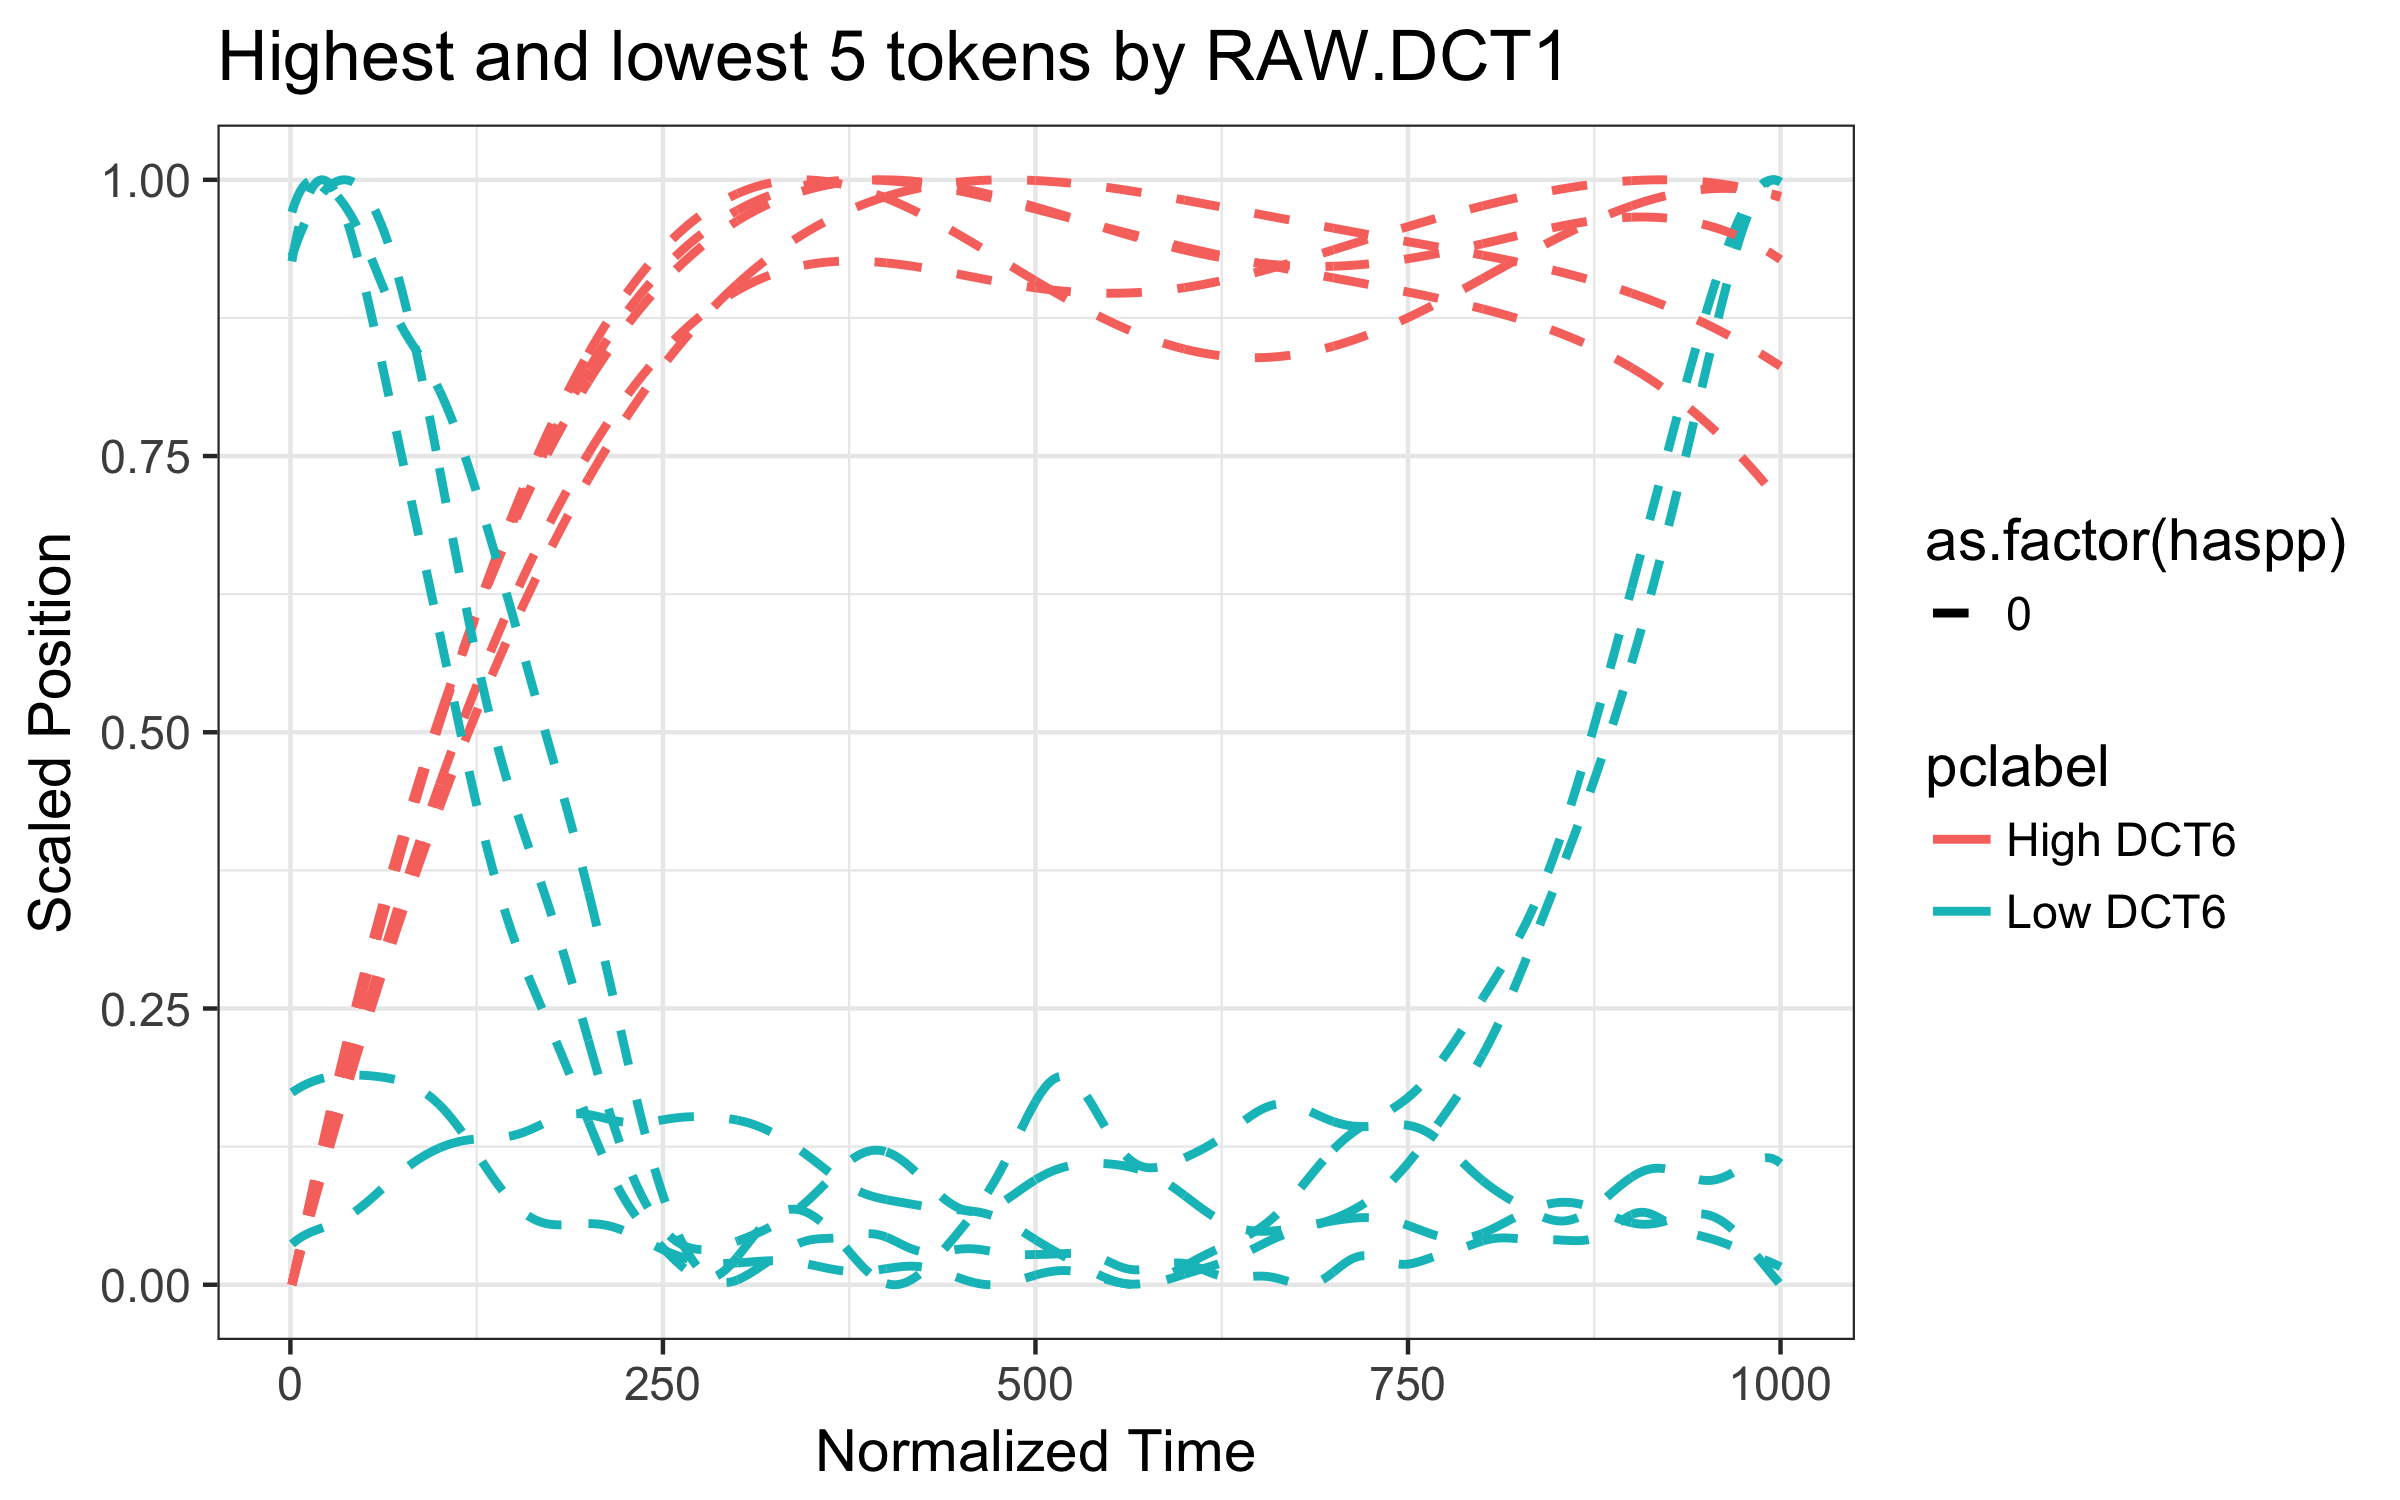 Highest and lowest 5 tokens by RAW.DCT1
1.00
0.75
0.50
0.25
0.00
Scaled Position
0
250
500
750
1000
Normalized Time
as.factor(haspp)
0
pclabel
High DCT6
Low DCT6